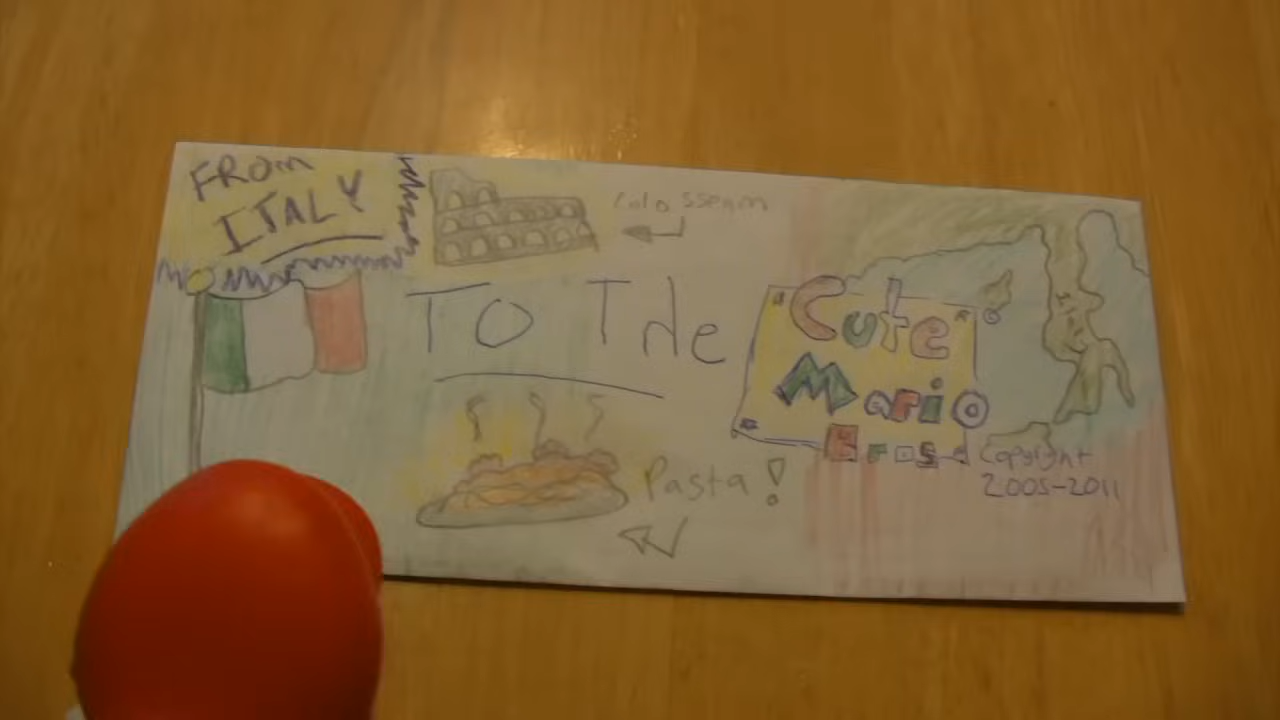 FROM
ITALY
Colosseam
TO THe
Cute
Mario
Bros
Pasta!
Copyright
2005-2011